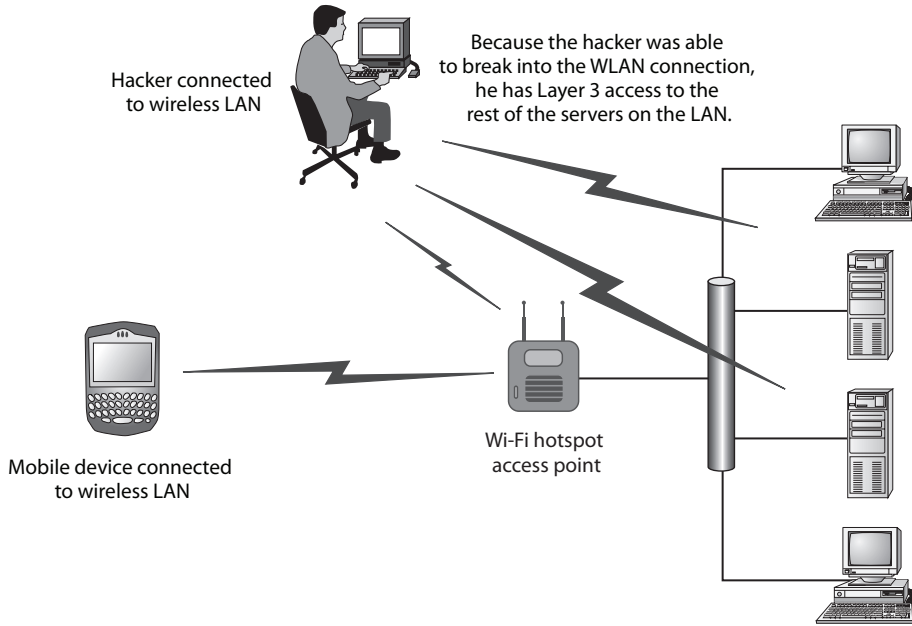 Hacker connected
to wireless LAN
Because the hacker was able
to break into the WLAN connection,
he has Layer 3 access to the
rest of the servers on the LAN.
Wi-Fi hotspot
access point
Mobile device connected
to wireless LAN